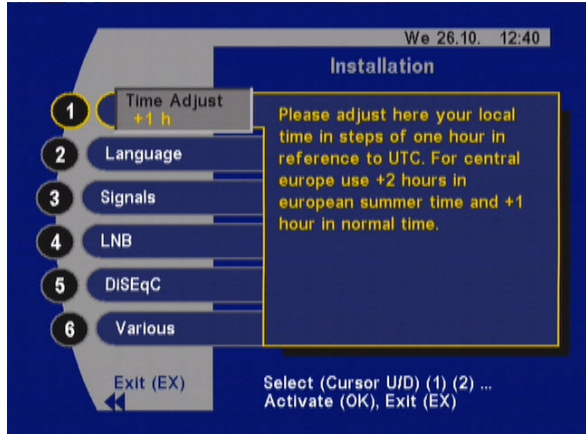 We 26.10. 12:40
Installation
1 Time Adjust
+1 h
2 Language
3 Signals
4 LNB
5 DiSEqC
6 Various
Please adjust here your local
time in steps of one hour in
reference to UTC. For central
europe use +2 hours in
european summer time and +1
hour in normal time.
Exit (EX)
Select (Cursor U/D) (1) (2) ...
Activate (OK), Exit (EX)